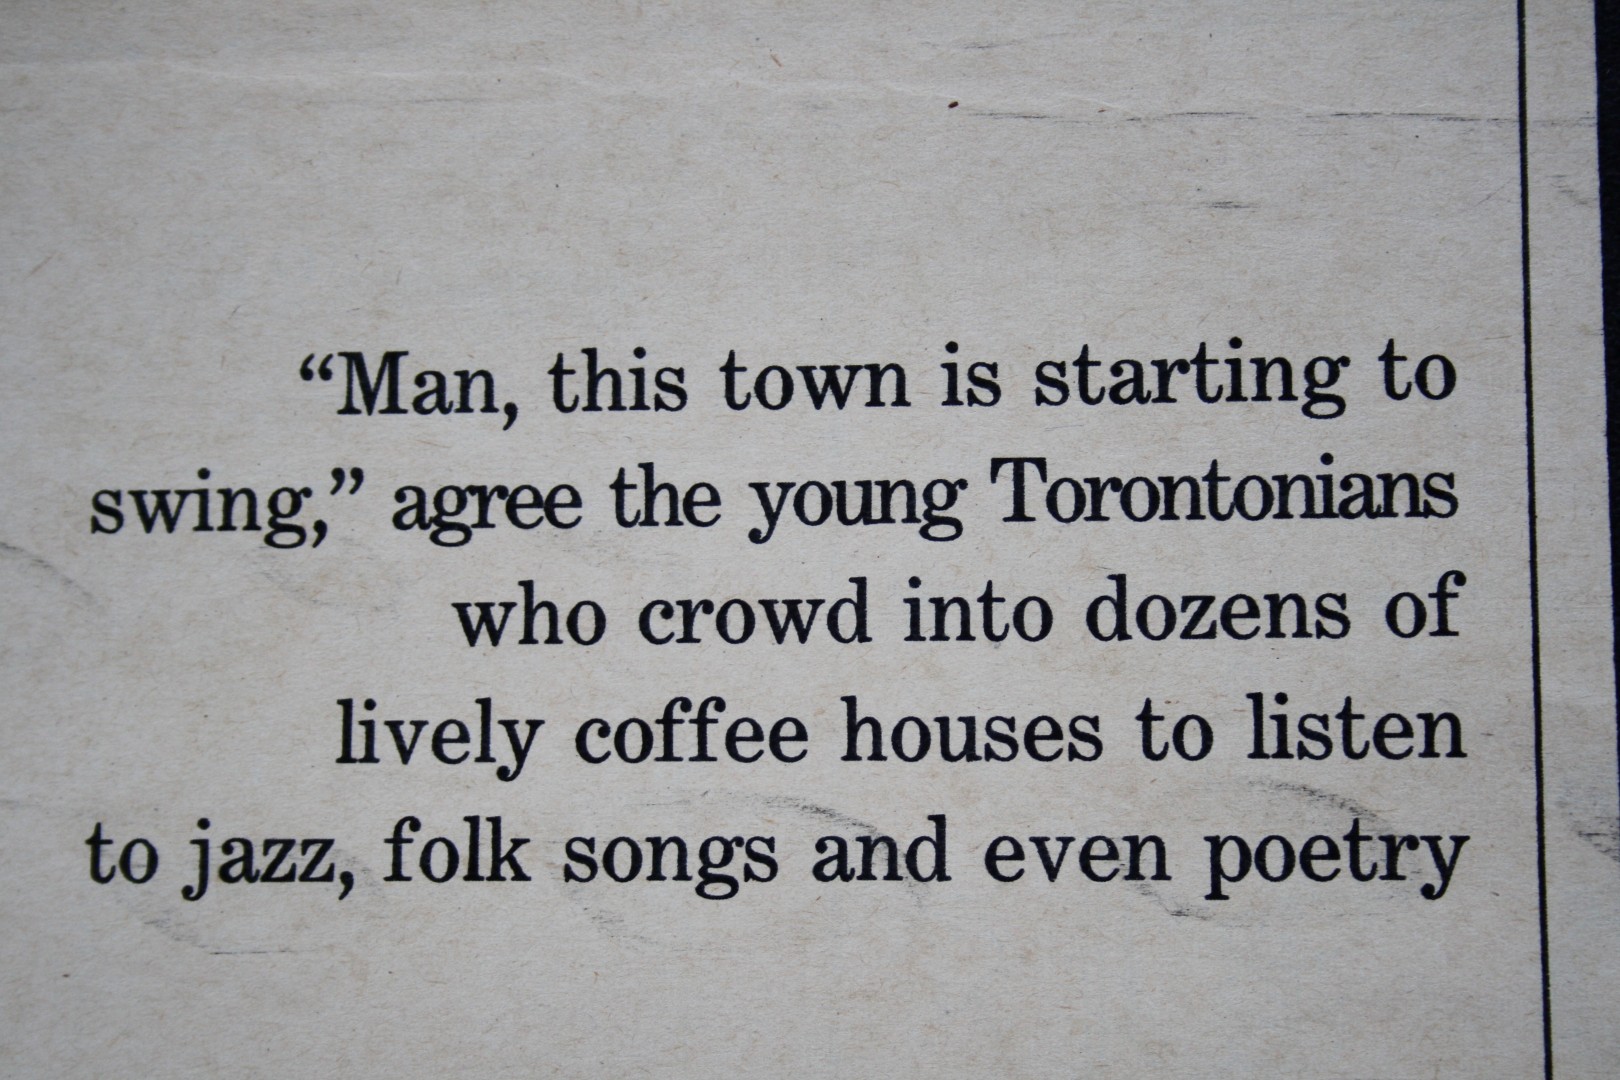 “Man, this town is starting to
swing,” agree the young Torontonians
who crowd into dozens of
lively coffee houses to listen
to jazz, folk songs and even poetry